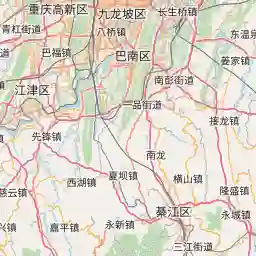 重庆高新区
九龙坡区
长生桥镇
青杠街道
八桥镇
东温泉
巴福镇
巴南区
姜家镇
南彭街道
江津区
一品街道
接龙镇
先锋镇
南龙
夏坝镇
横山镇
西湖镇
慈云镇
隆盛镇
綦江区
永新镇
永城镇
嘉平镇
三江街道